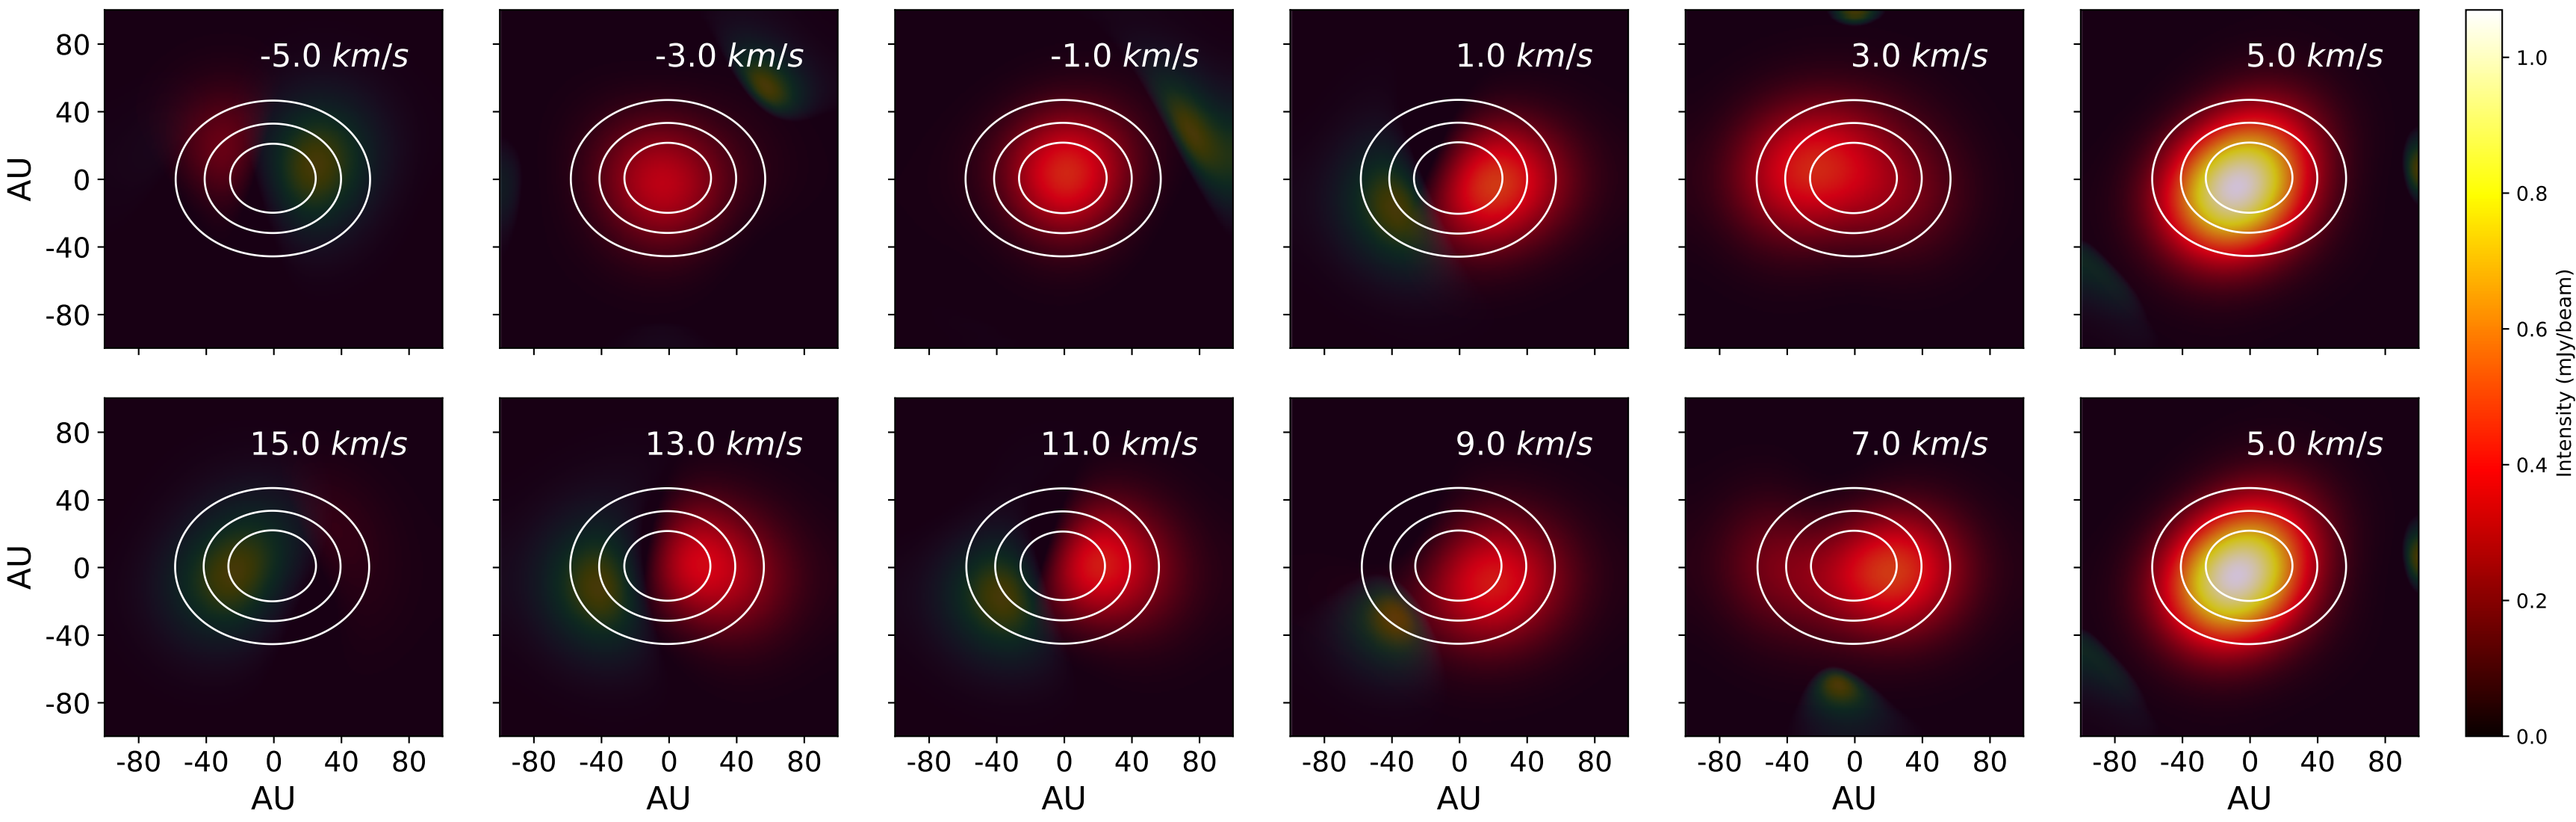 -5.0 km/s
-3.0 km/s
-1.0 km/s
1.0 km/s
3.0 km/s
5.0 km/s
80
40
0
-40
-80
AU
15.0 km/s
13.0 km/s
11.0 km/s
9.0 km/s
7.0 km/s
5.0 km/s
80
40
0
-40
-80
AU
-80 -40 0 40 80
-80 -40 0 40 80
-80 -40 0 40 80
-80 -40 0 40 80
-80 -40 0 40 80
-80 -40 0 40 80
AU
AU
AU
AU
AU
AU
1.0
0.8
0.6
0.4
0.2
0.0
Intensity (mJy/beam)